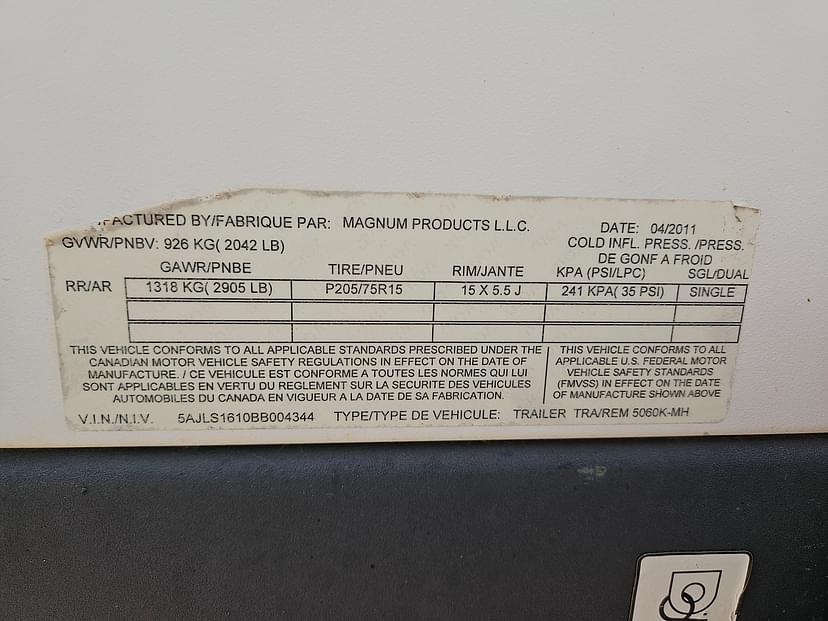 FACTURED BY/FABRIQUE PAR: MAGNUM PRODUCTS L.L.C.
DATE: 04/2011
GVWR/PNBV: 926 KG( 2042 LB)
COLD INFL. PRESS. /PRESS.
DE GONF A FROID
GAWR/PNBE TIRE/PNEU RIM/JANTE KPA (PSI/LPC) SGL/DUAL
RR/AR 1318 KG( 2905 LB) P205/75R15 15 X 5.5 J 241 KPA( 35 PSI) SINGLE
THIS VEHICLE CONFORMS TO ALL APPLICABLE STANDARDS PRESCRIBED UNDER THE
CANADIAN MOTOR VEHICLE SAFETY REGULATIONS IN EFFECT ON THE DATE OF
MANUFACTURE. / CE VEHICULE EST CONFORME A TOUTES LES NORMES QUI LUI
SONT APPLICABLES EN VERTU DU REGLEMENT SUR LA SECURITE DES VEHICULES
AUTOMOBILES DU CANADA EN VIGUEUR A LA DATE DE SA FABRICATION.
THIS VEHICLE CONFORMS TO ALL
APPLICABLE U.S. FEDERAL MOTOR
VEHICLE SAFETY STANDARDS
(FMVSS) IN EFFECT ON THE DATE
OF MANUFACTURE SHOWN ABOVE
V.I.N./N.I.V. 5AJLS1610BB004344 TYPE/TYPE DE VEHICULE: TRAILER TRA/REM 5060K-MH